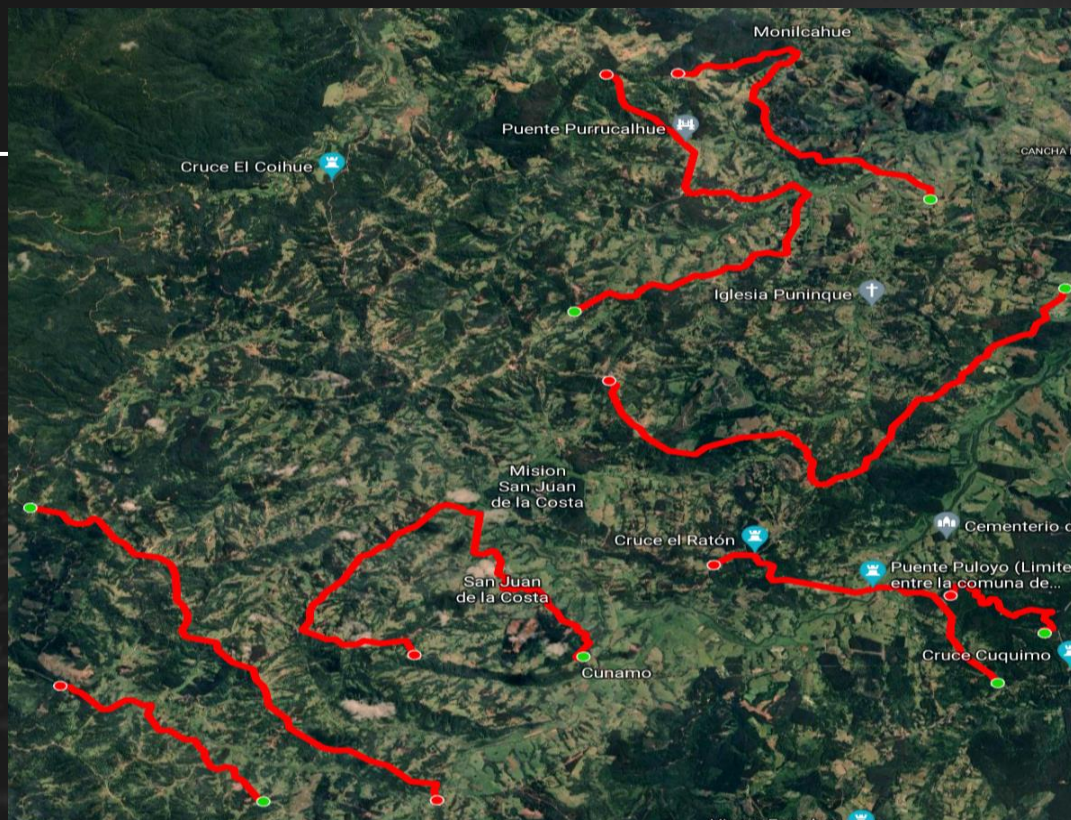 Monilcahue
Puente Purrucalhue
Cruce El Coihue
CANCHA
Iglesia Puninque
Mision
San Juan
de la Costa
Cementerio
Cruce el Ratón
Puente Puloyo (Limite
entre la comuna de...
San Juan
de la Costa
Cruce Cuquimo
Cunamo